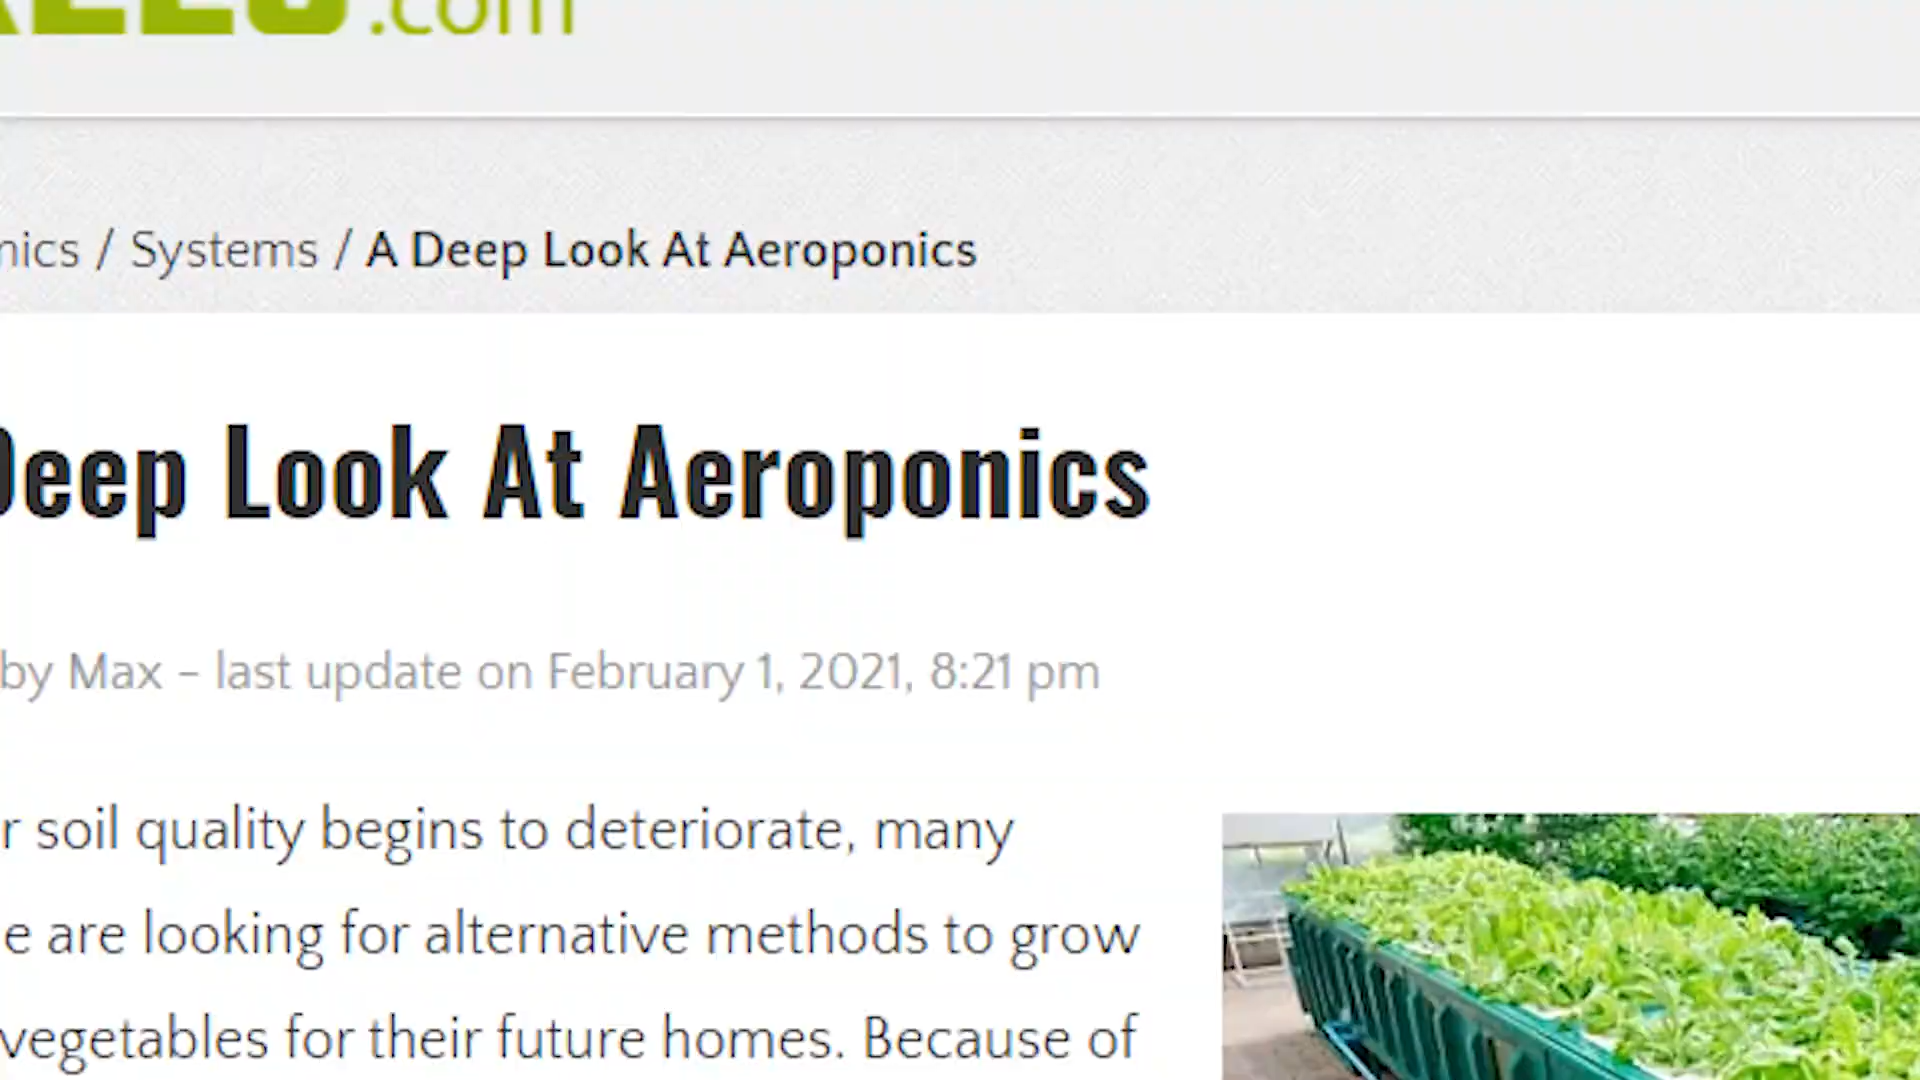 .com
/ Systems / A Deep Look At Aeroponics
Deep Look At Aeroponics
by Max – last update on February 1, 2021, 8:21 pm
soil quality begins to deteriorate, many
are looking for alternative methods to grow
vegetables for their future homes. Because of